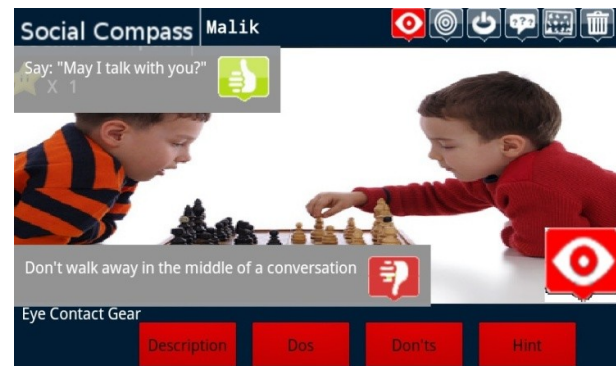 Social Compass Malik
???
Say: "May I talk with you?"
X 1
Don't walk away in the middle of a conversation
Eye Contact Gear
Description Dos Don'ts Hint